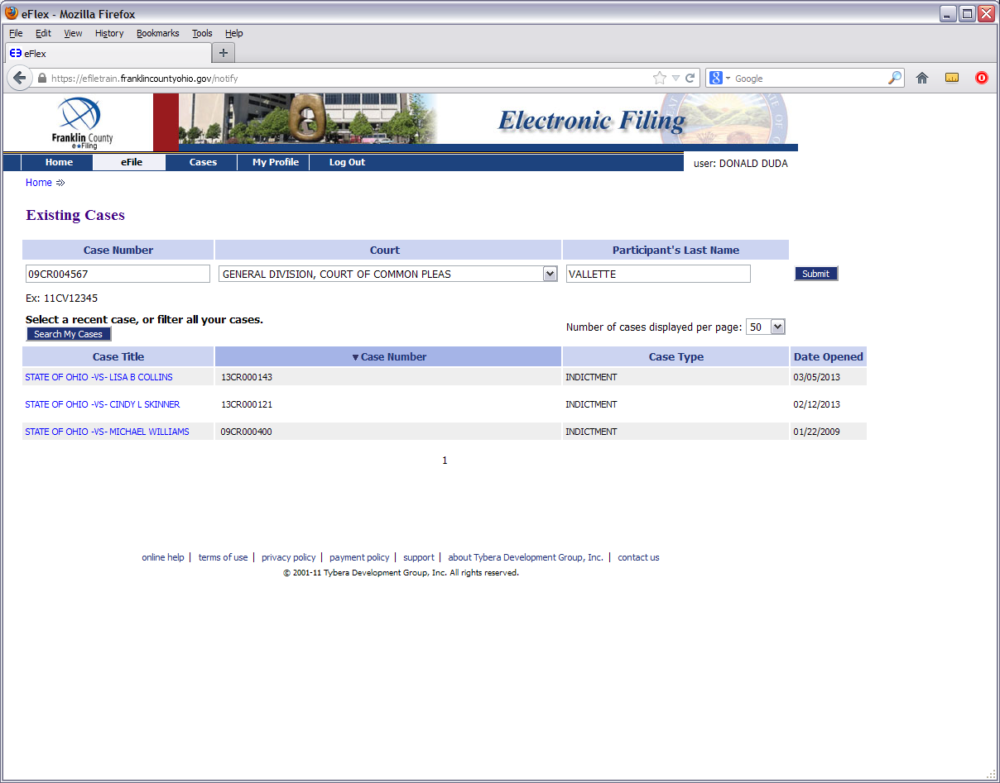 eFlex - Mozilla Firefox
File Edit View History Bookmarks Tools Help
eFlex
https://efiletrain.franklincountyohio.gov/notify
Google
Franklin County
e★Filing
Electronic Filing
Home eFile Cases My Profile Log Out
user: DONALD DUDA
Home
Existing Cases
Case Number Court Participant's Last Name
09CR004567 GENERAL DIVISION, COURT OF COMMON PLEAS VALLETTE Submit
Ex: 11CV12345
Select a recent case, or filter all your cases.
Number of cases displayed per page: 50
Search My Cases
Case Title ▼Case Number Case Type Date Opened
STATE OF OHIO -VS- LISA B COLLINS 13CR000143 INDICTMENT 03/05/2013
STATE OF OHIO -VS- CINDY L SKINNER 13CR000121 INDICTMENT 02/12/2013
STATE OF OHIO -VS- MICHAEL WILLIAMS 09CR000400 INDICTMENT 01/22/2009
1
online help | terms of use | privacy policy | payment policy | support | about Tybera Development Group, Inc. | contact us
© 2001-11 Tybera Development Group, Inc. All rights reserved.